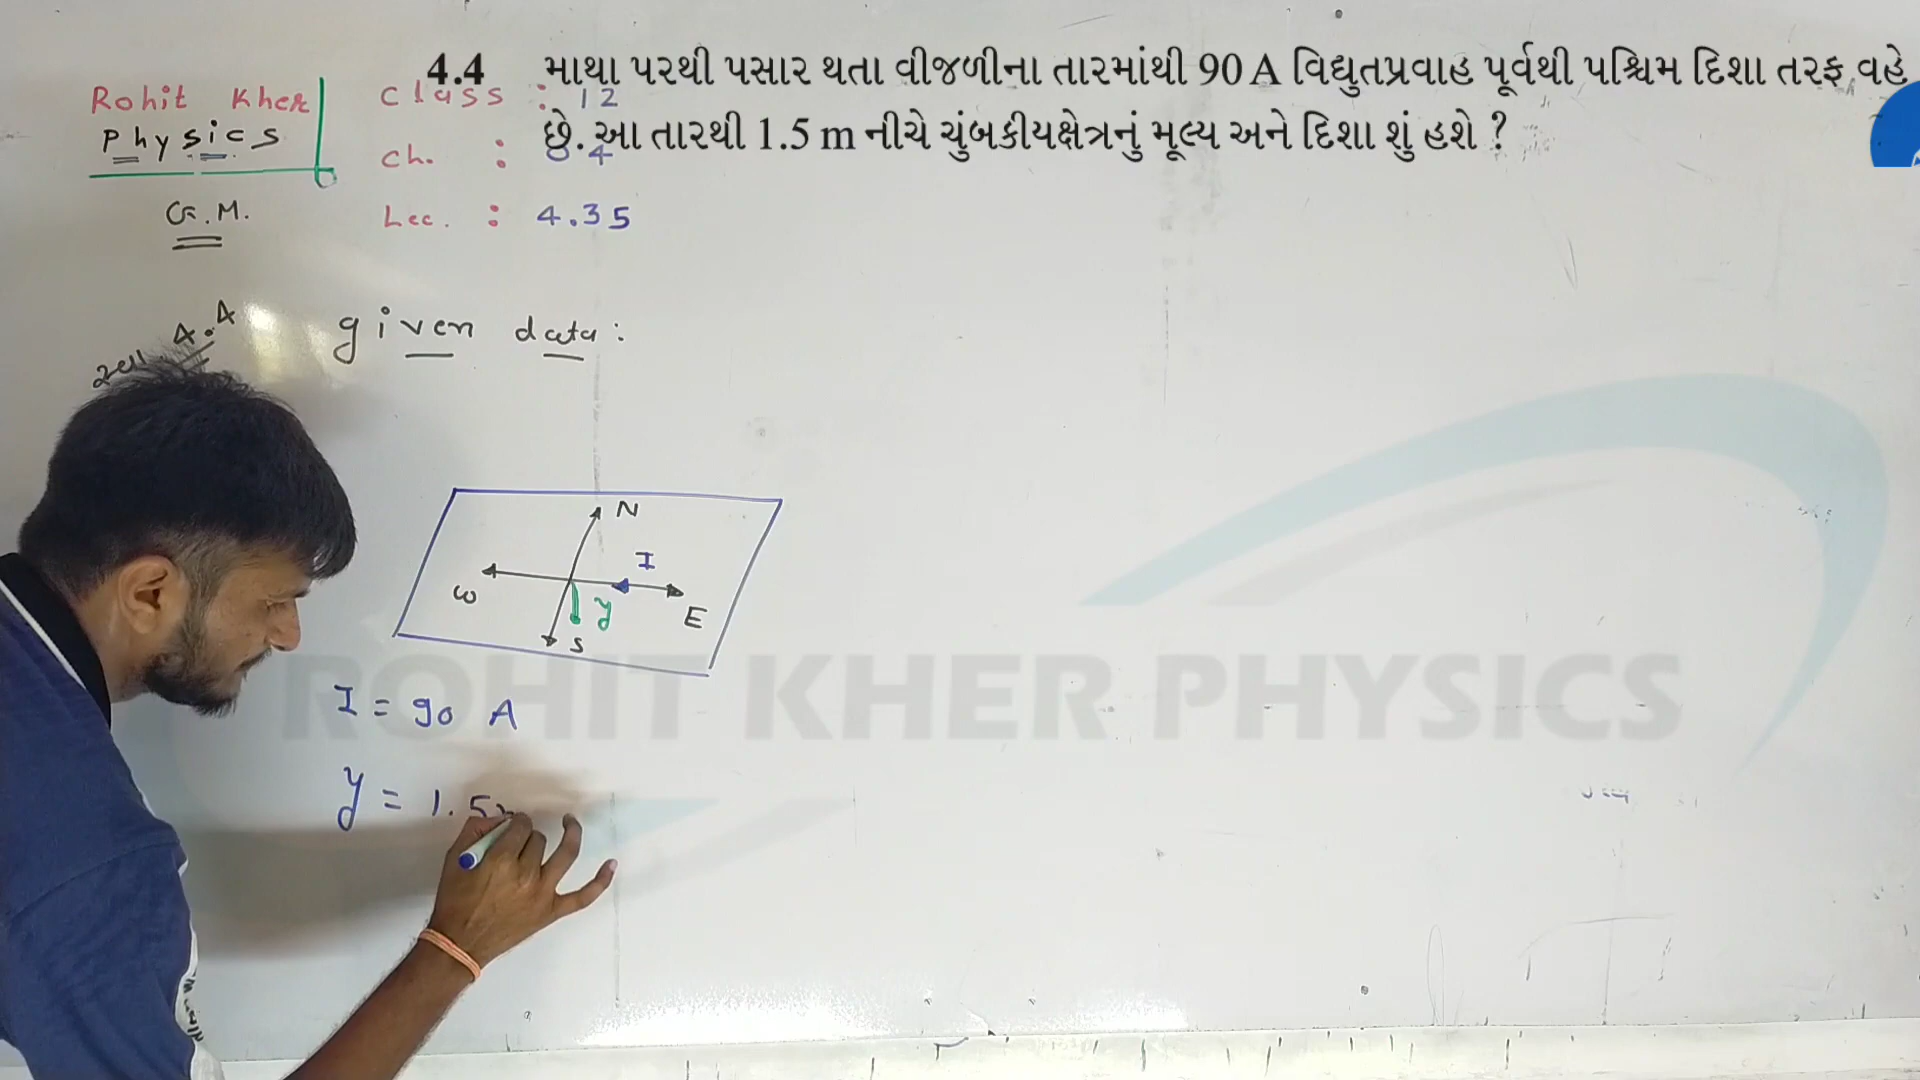 4.4 માથા પરથી પસાર થતા વીજળીના તારમાંથી 90 A વિદ્યુતપ્રવાહ પૂર્વથી પશ્ચિમ દિશા તરફ વહે
છે. આ તારથી 1.5 m નીચે ચુંબકીયક્ષેત્રનું મૂલ્ય અને દિશા શું હશે ?
Rohit Kher
Physics
G.M.
Class : 12
Ch. : 04
Lec. : 4.35
4.4
given data :
N
I
W
y
E
S
I = 90 A
y = 1.5
ROHIT KHER PHYSICS